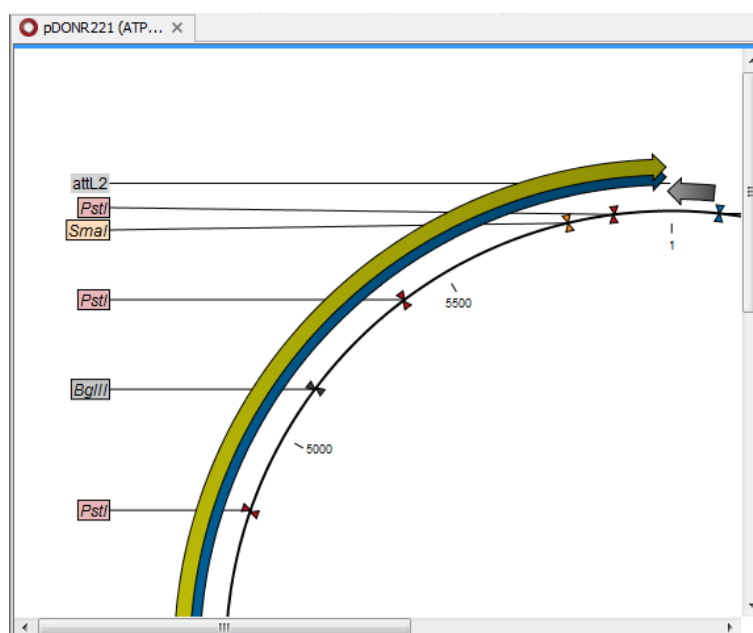 pDONR221 (ATP...
attL2
PstI
SmaI
PstI
BglII
PstI
5500
5000
1